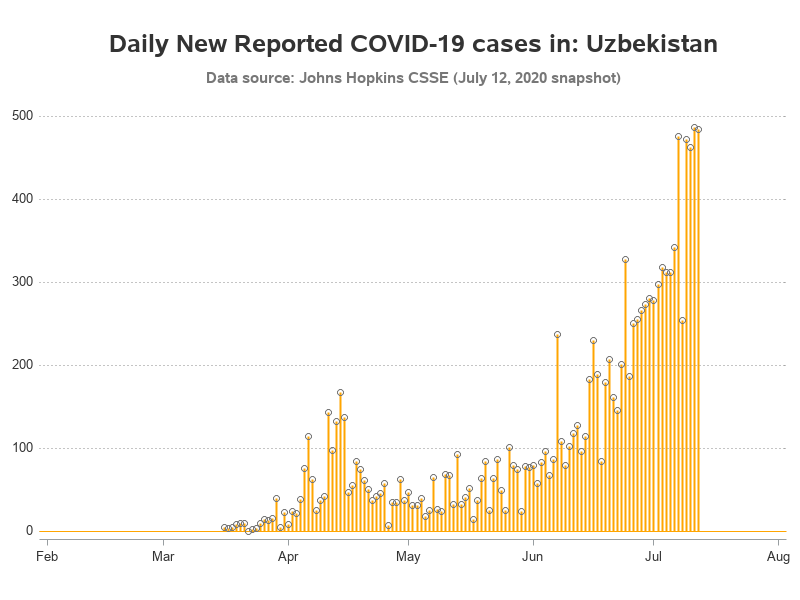 Daily New Reported COVID-19 cases in: Uzbekistan
Data source: Johns Hopkins CSSE (July 12, 2020 snapshot)
500
400
300
200
100
0
Feb Mar Apr May Jun Jul Aug